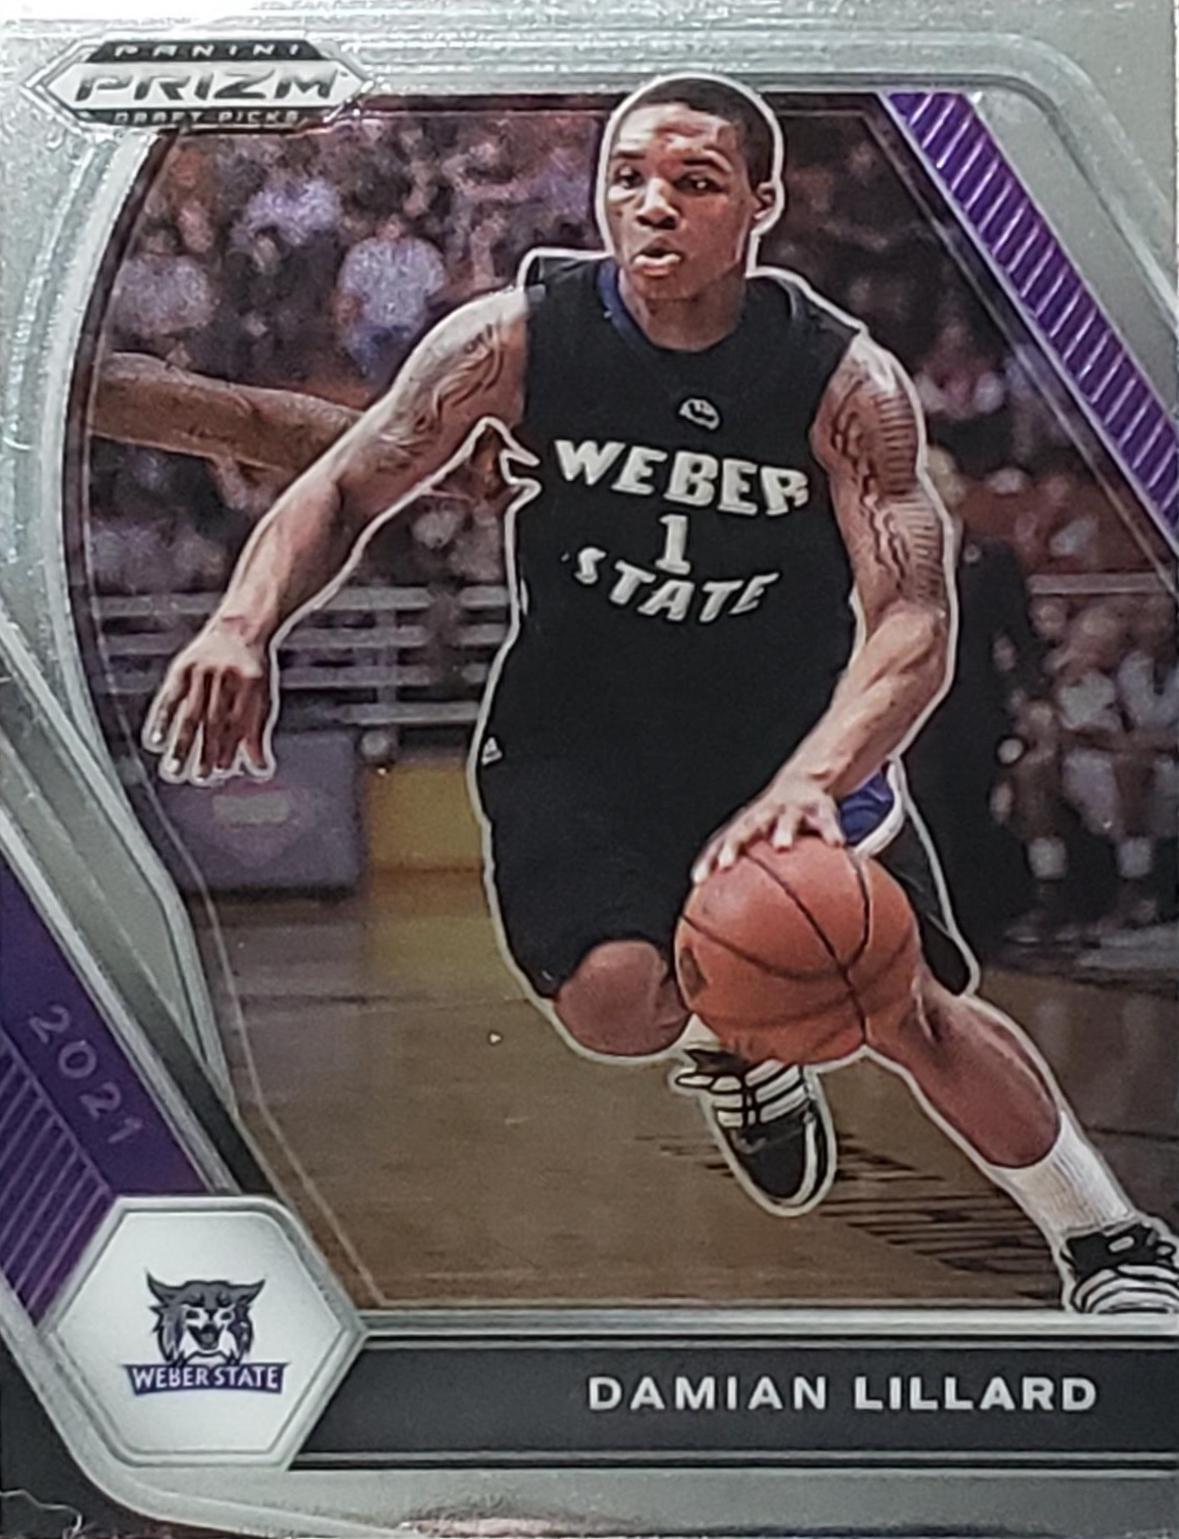 PANINI
PRIZM
DRAFT PICKS
WEBER
1
STATE
2021
WEBER STATE
DAMIAN LILLARD